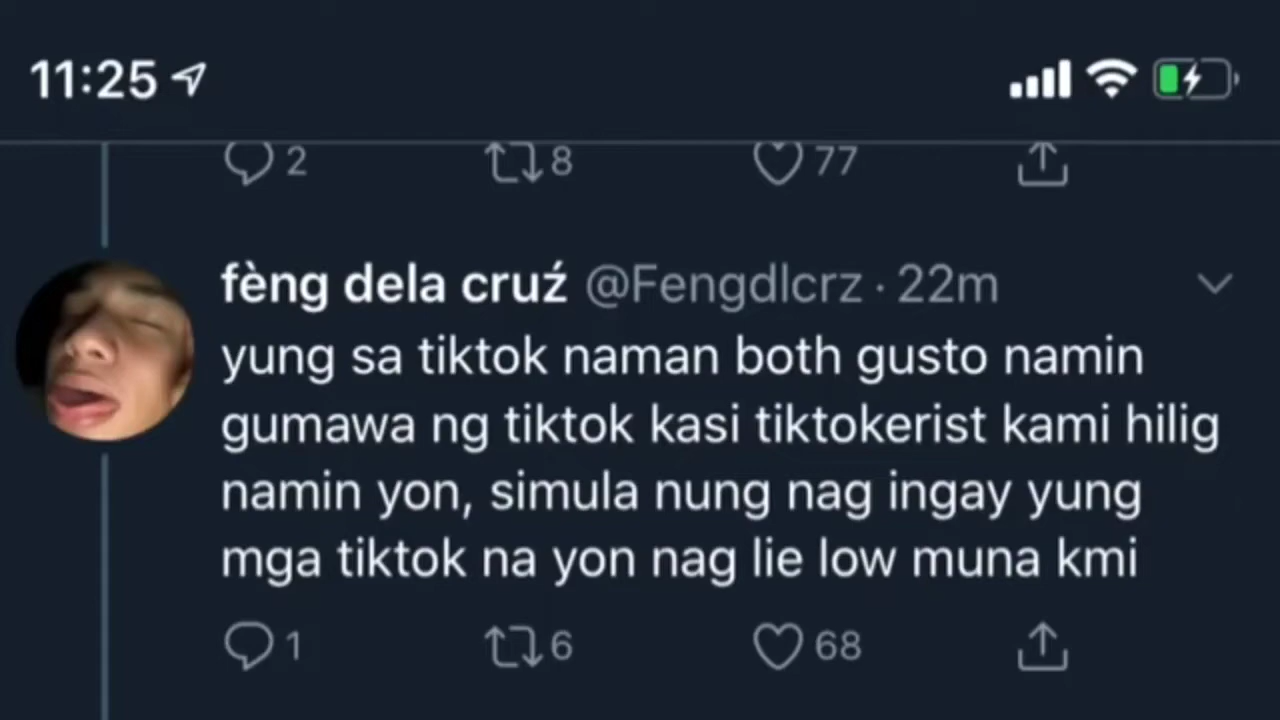 11:25
2 8 77
fèng dela cruź @Fengdlcrz · 22m
yung sa tiktok naman both gusto namin
gumawa ng tiktok kasi tiktokerist kami hilig
namin yon, simula nung nag ingay yung
mga tiktok na yon nag lie low muna kmi
1 6 68